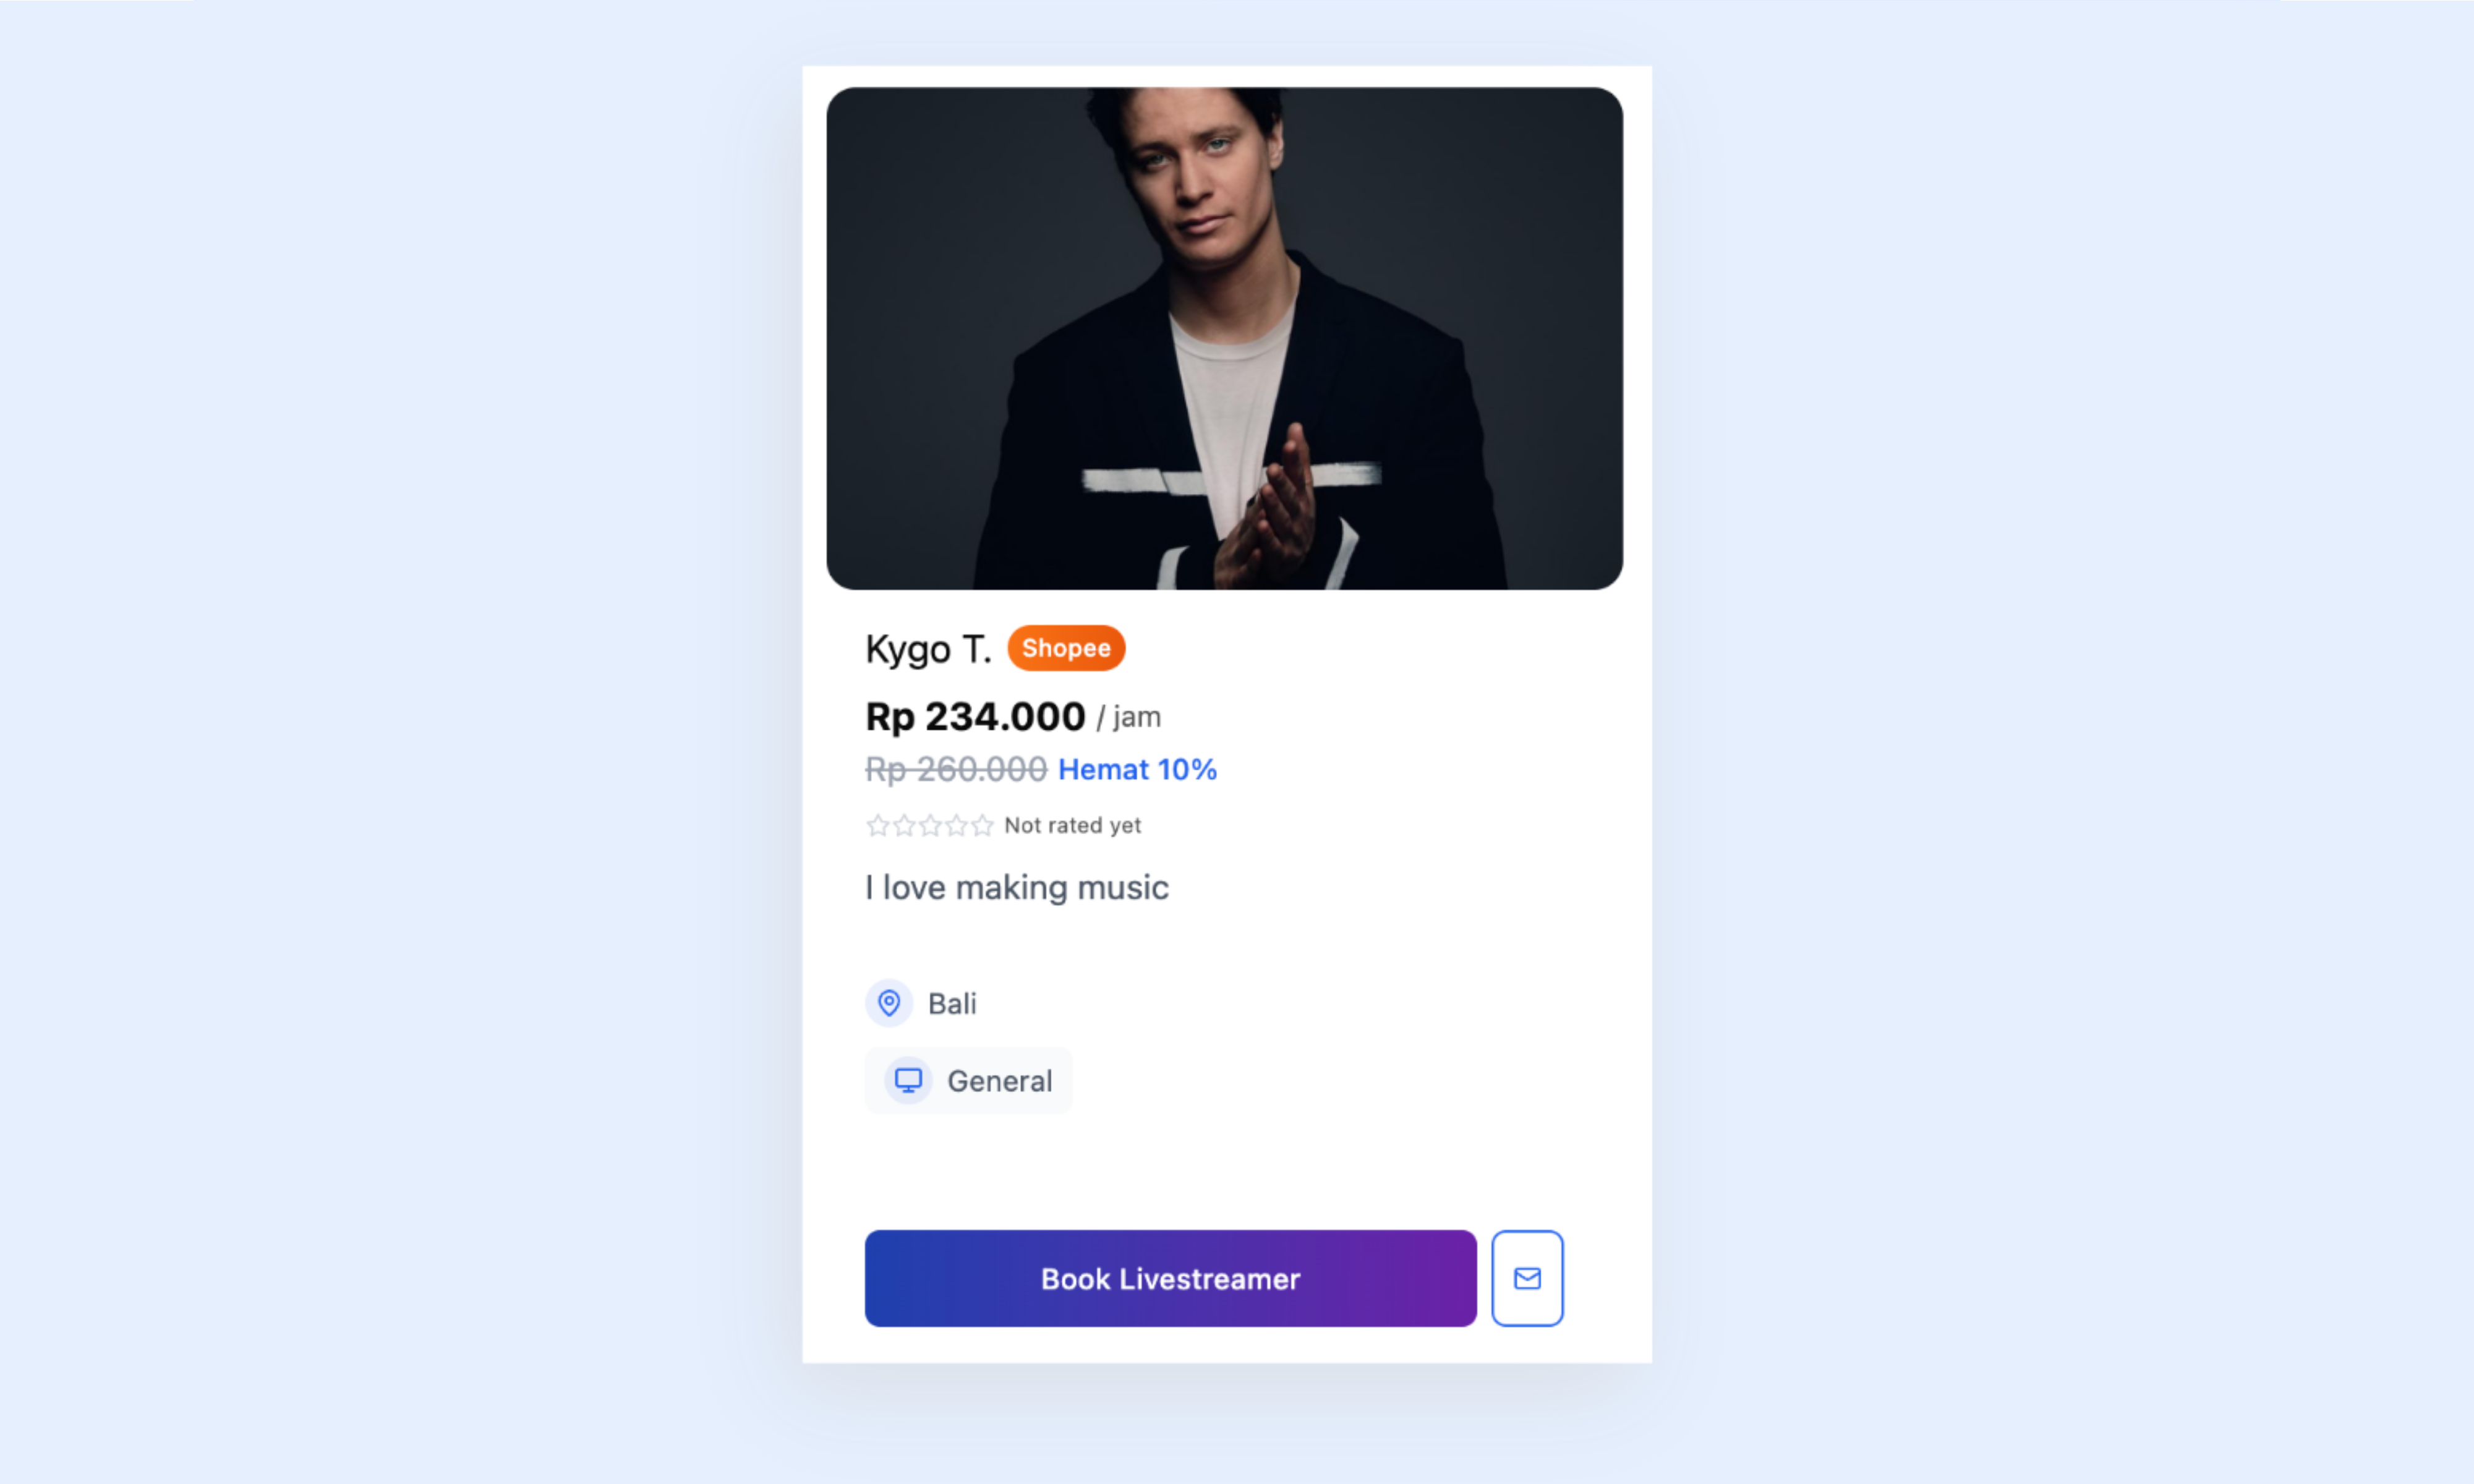 Kygo T. Shopee
Rp 234.000 / jam
Rp 260.000 Hemat 10%
Not rated yet
I love making music
Bali
General
Book Livestreamer